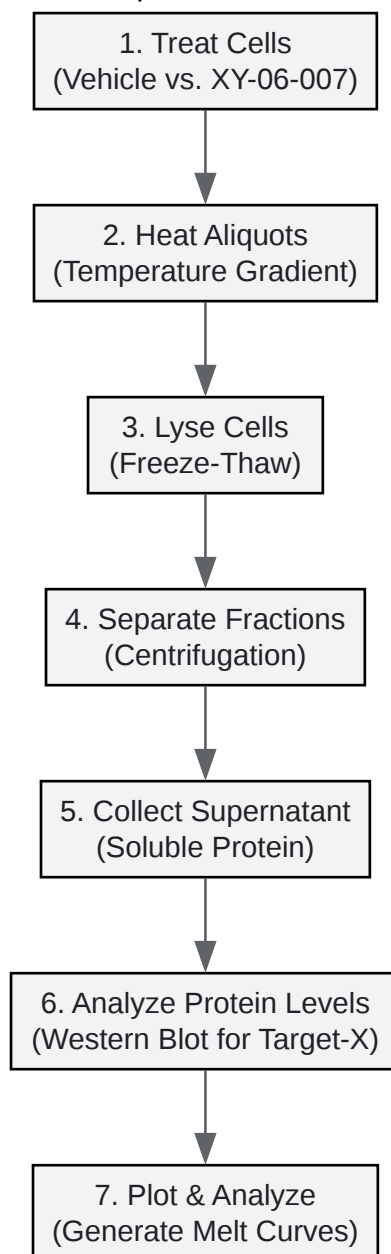 1. Treat Cells
(Vehicle vs. XY-06-007)
2. Heat Aliquots
(Temperature Gradient)
3. Lyse Cells
(Freeze-Thaw)
4. Separate Fractions
(Centrifugation)
5. Collect Supernatant
(Soluble Protein)
6. Analyze Protein Levels
(Western Blot for Target-X)
7. Plot & Analyze
(Generate Melt Curves)